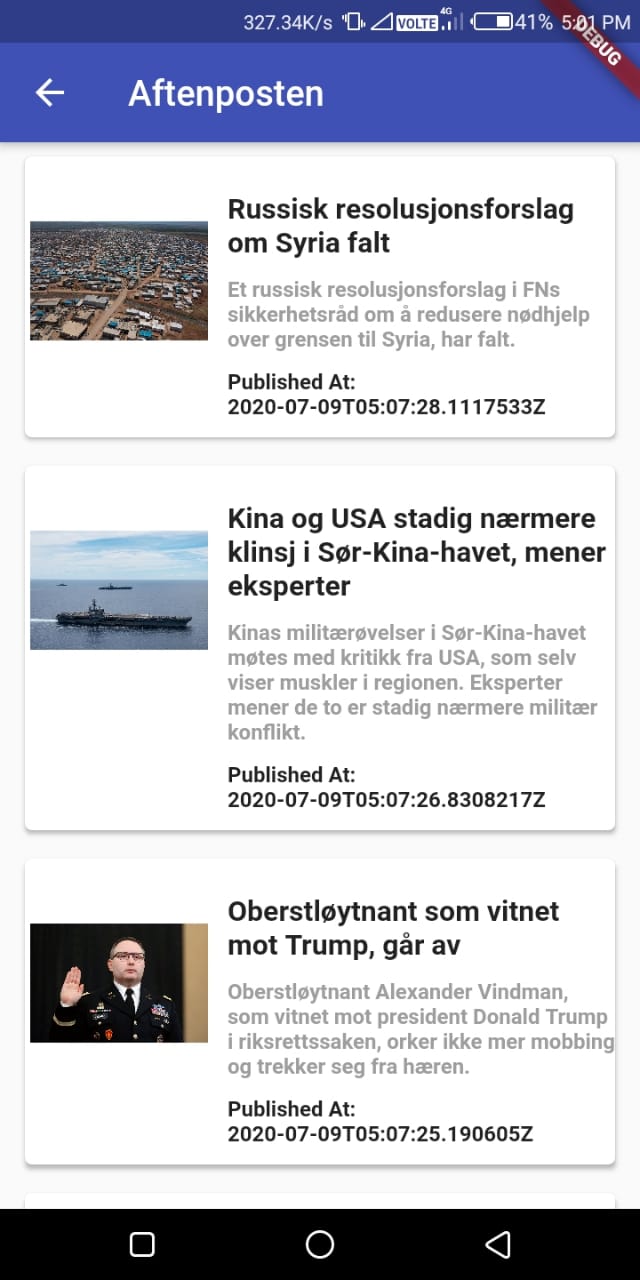 327.34K/s VOLTE 4G 41% 5:01 PM
DEBUG
Aftenposten
Russisk resolusjonsforslag
om Syria falt
Et russisk resolusjonsforslag i FNs
sikkerhetsråd om å redusere nødhjelp
over grensen til Syria, har falt.
Published At:
2020-07-09T05:07:28.1117533Z
Kina og USA stadig nærmere
klinsj i Sør-Kina-havet, mener
eksperter
Kinas militærøvelser i Sør-Kina-havet
møtes med kritikk fra USA, som selv
viser muskler i regionen. Eksperter
mener de to er stadig nærmere militær
konflikt.
Published At:
2020-07-09T05:07:26.8308217Z
Oberstløytnant som vitnet
mot Trump, går av
Oberstløytnant Alexander Vindman,
som vitnet mot president Donald Trump
i riksrettssaken, orker ikke mer mobbing
og trekker seg fra hæren.
Published At:
2020-07-09T05:07:25.190605Z